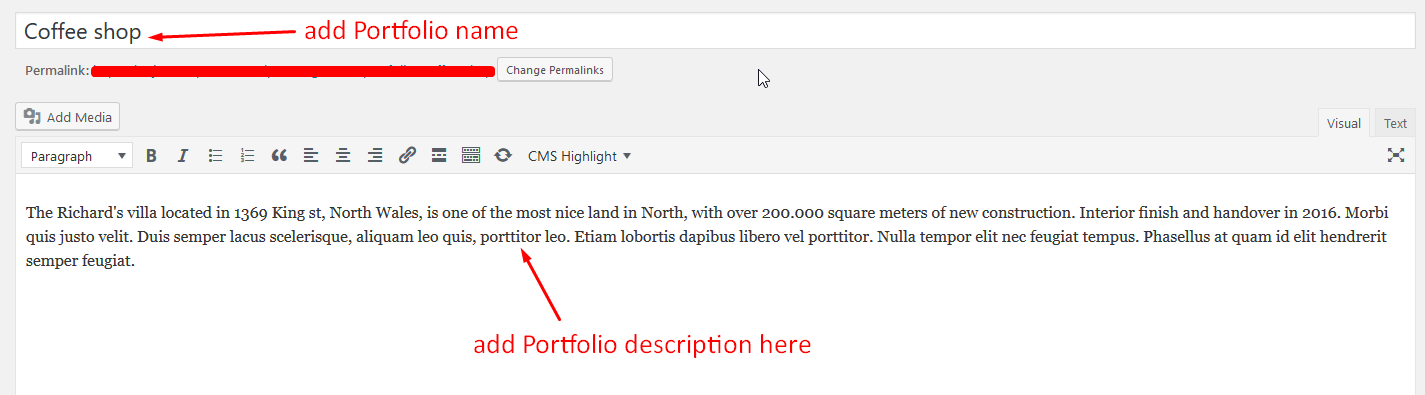 Coffee shop add Portfolio name
Permalink: Change Permalinks
Add Media
Visual Text
Paragraph B I CMS Highlight
The Richard's villa located in 1369 King st, North Wales, is one of the most nice land in North, with over 200.000 square meters of new construction. Interior finish and handover in 2016. Morbi
quis justo velit. Duis semper lacus scelerisque, aliquam leo quis, porttitor leo. Etiam lobortis dapibus libero vel porttitor. Nulla tempor elit nec feugiat tempus. Phasellus at quam id elit hendrerit
semper feugiat.
add Portfolio description here